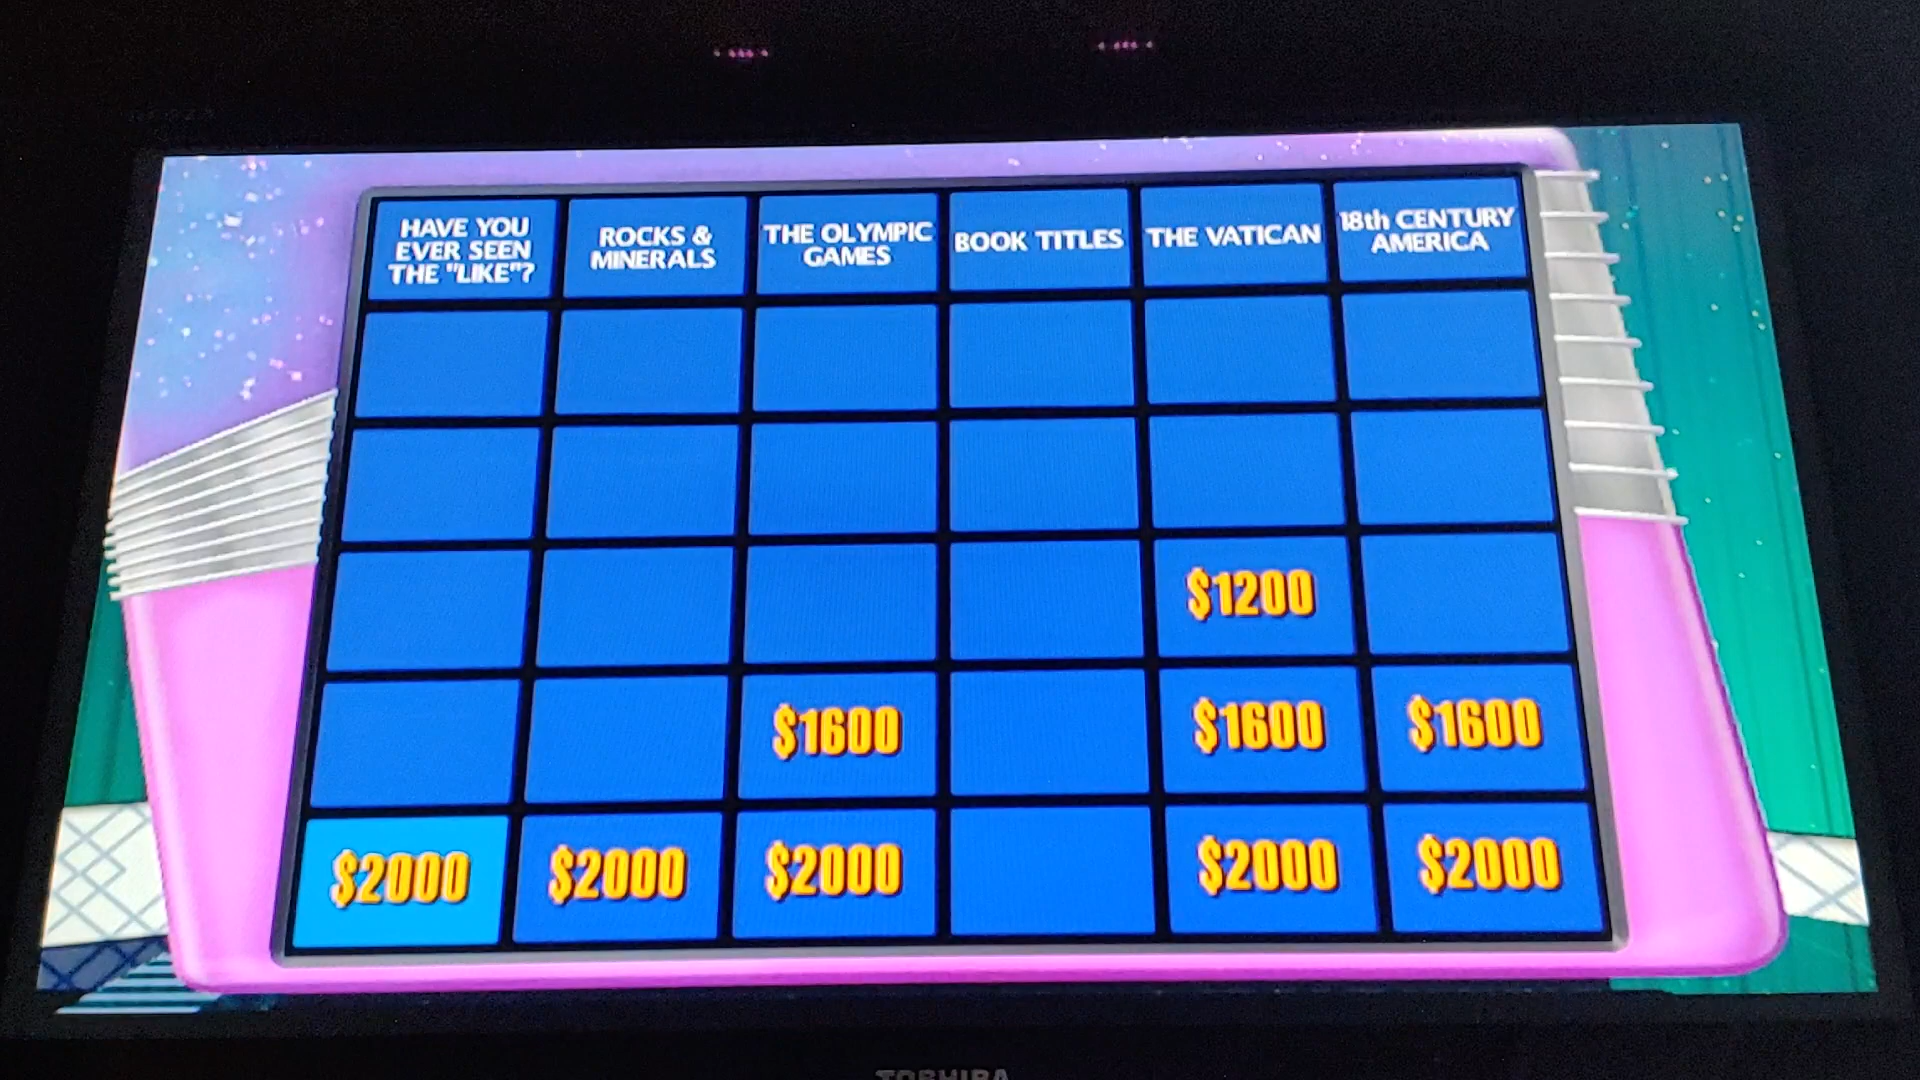 HAVE YOU
EVER SEEN
THE "LIKE"?
ROCKS &
MINERALS
THE OLYMPIC
GAMES
BOOK TITLES
THE VATICAN
18th CENTURY
AMERICA
$1200
$1600
$1600
$1600
$2000
$2000
$2000
$2000
$2000
TOSHIBA